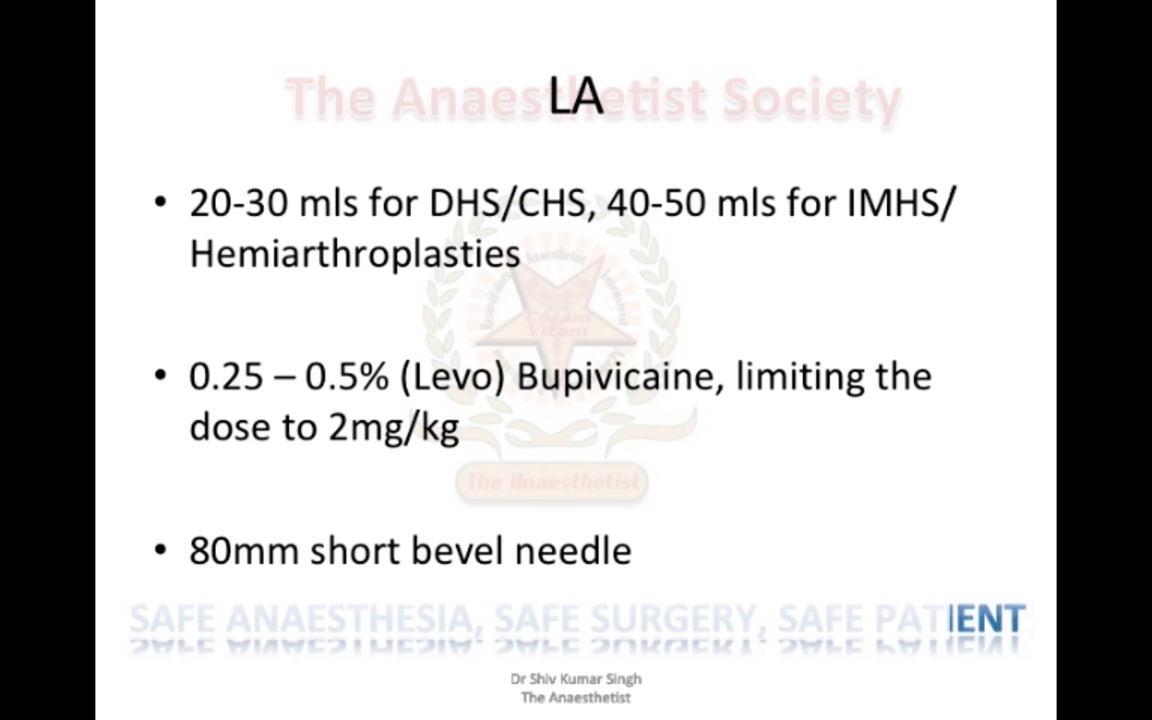 The Anaesthetist Society
LA
• 20-30 mls for DHS/CHS, 40-50 mls for IMHS/
Hemiarthroplasties
• 0.25 – 0.5% (Levo) Bupivicaine, limiting the
dose to 2mg/kg
The Anaesthetist
• 80mm short bevel needle
SAFE ANAESTHESIA, SAFE SURGERY, SAFE PATIENT
Dr Shiv Kumar Singh
The Anaesthetist